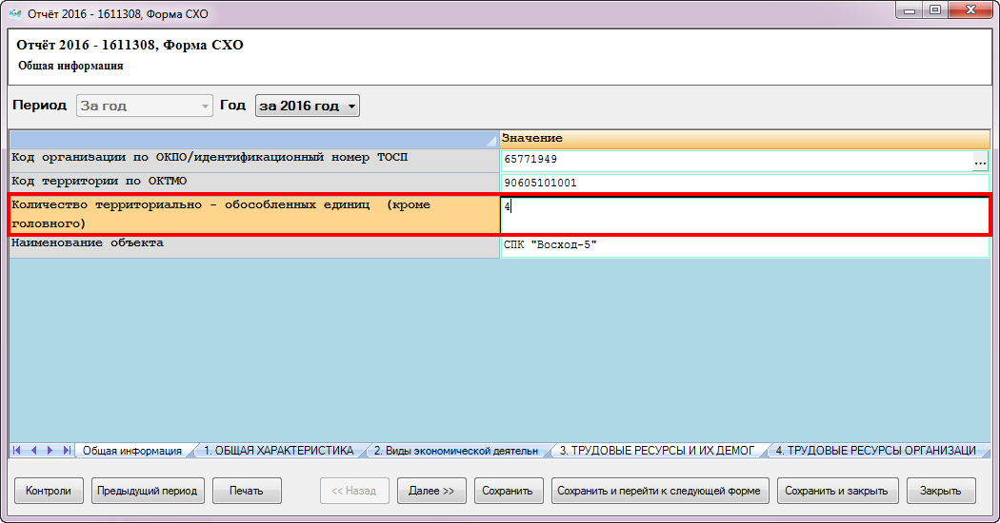 Отчёт 2016 - 1611308, Форма СХО
Отчёт 2016 - 1611308, Форма СХО
Общая информация
Период За год Год за 2016 год
Значение
Код организации по ОКПО/идентификационный номер ТОСП 65771949 ...
Код территории по ОКТМО 90605101001
Количество территориально - обособленных единиц (кроме 4
головного)
Наименование объекта СПК "Восход-5"
Общая информация 1. ОБЩАЯ ХАРАКТЕРИСТИКА 2. Виды экономической деятельн 3. ТРУДОВЫЕ РЕСУРСЫ И ИХ ДЕМОГ 4. ТРУДОВЫЕ РЕСУРСЫ ОРГАНИЗАЦИ
Контроли Предыдущий период Печать << Назад Далее >> Сохранить Сохранить и перейти к следующей форме Сохранить и закрыть Закрыть